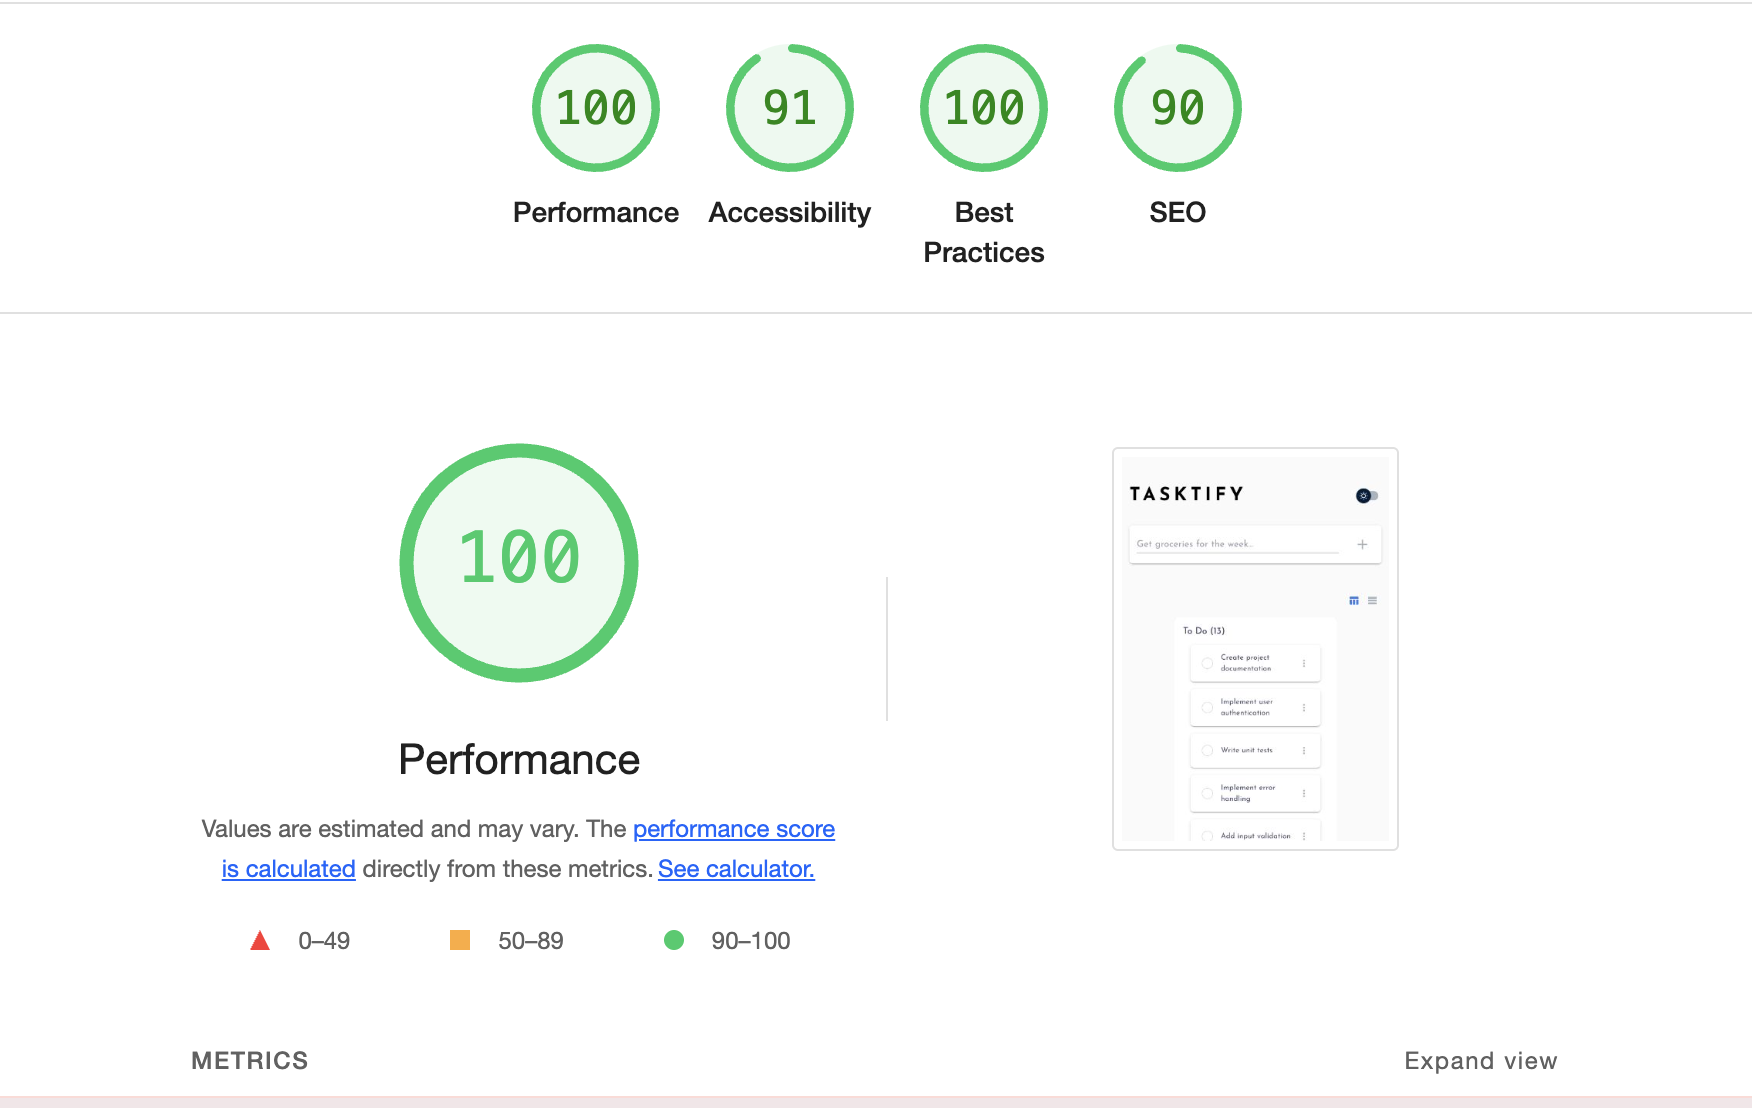 100
91
100
90
Performance
Accessibility
Best
Practices
SEO
100
Performance
Values are estimated and may vary. The performance score
is calculated directly from these metrics. See calculator.
0–49
50–89
90–100
TASKTIFY
Get groceries for the week...
To Do (13)
Create project
documentation
Implement user
authentication
Write unit tests
Implement error
handling
Add input validation
METRICS
Expand view